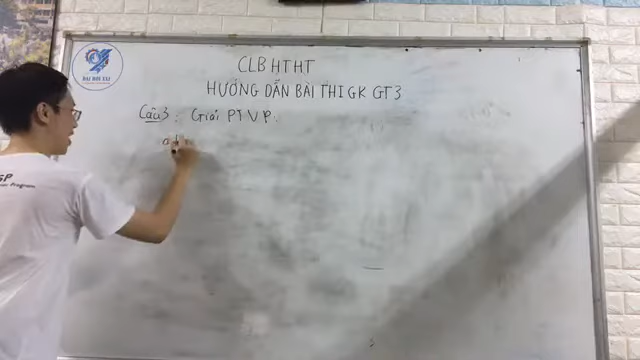 CLB HTHT
HƯỚNG DẪN BÀI THI GK GT3
Câu 3: Giải PTVP: